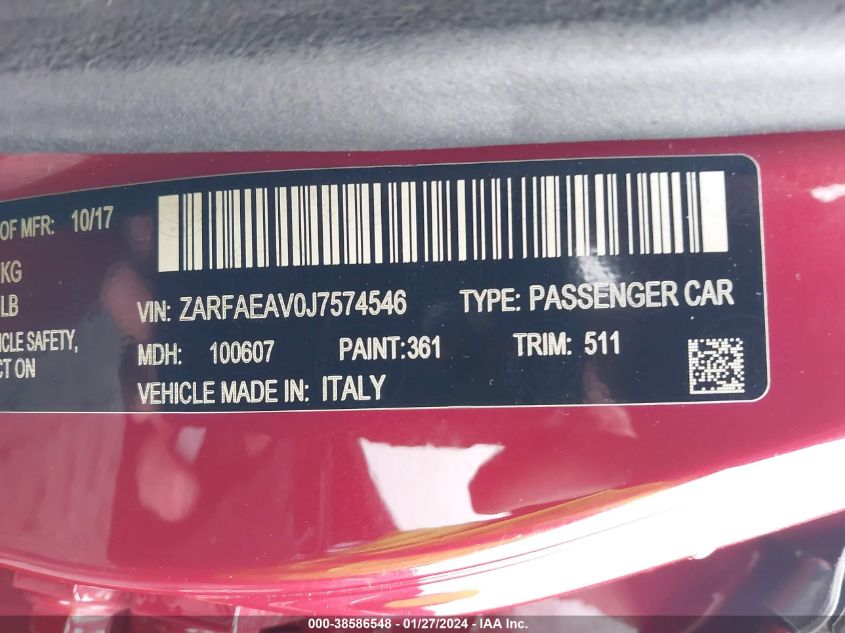 OF MFR: 10/17
KG
LB
VIN: ZARFAEAV0J7574546 TYPE: PASSENGER CAR
ICLE SAFETY,
MDH: 100607 PAINT:361 TRIM: 511
CT ON
VEHICLE MADE IN: ITALY
000-38586548 - 01/27/2024 - IAA Inc.